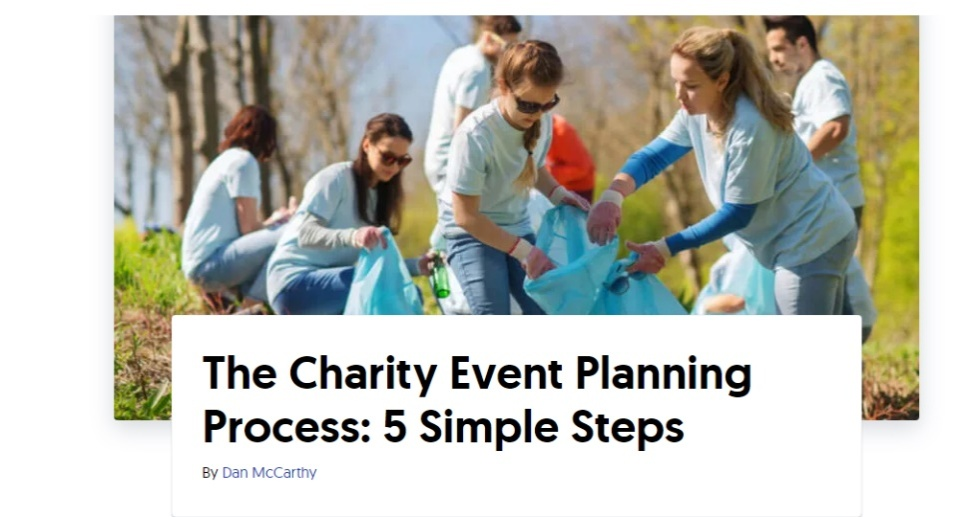 The Charity Event Planning
Process: 5 Simple Steps
By Dan McCarthy